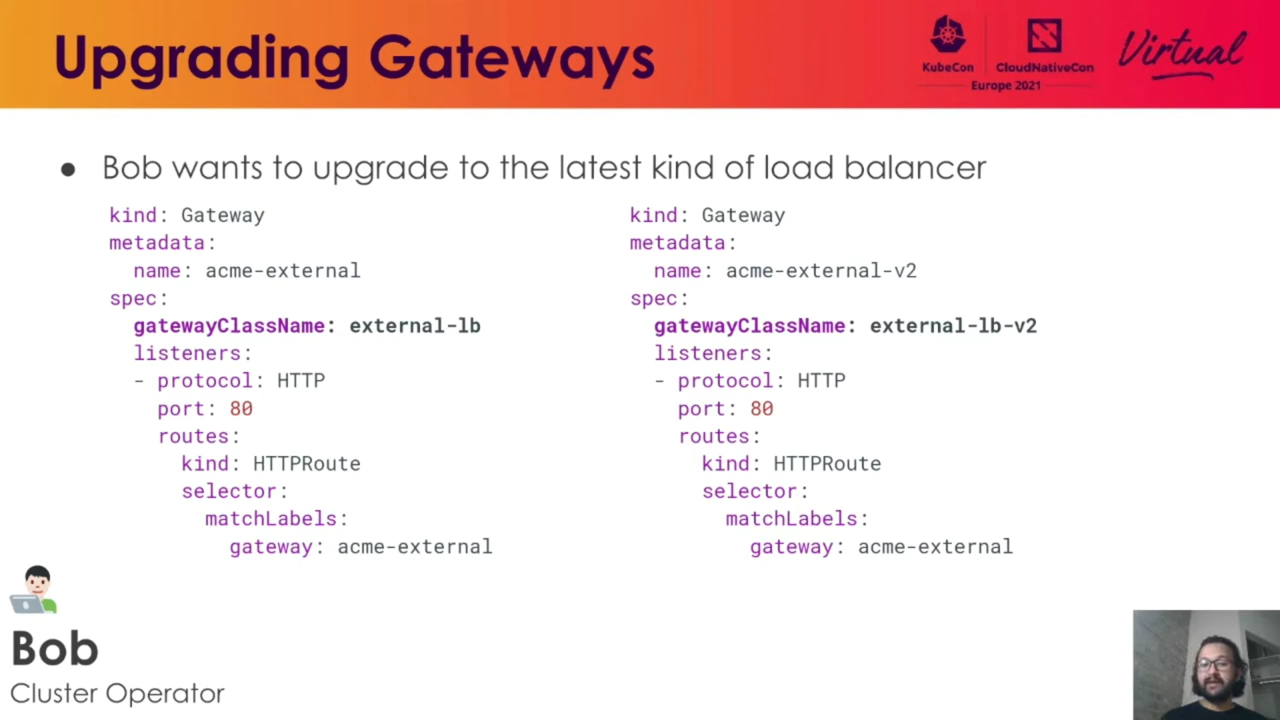 Upgrading Gateways
KubeCon
CloudNativeCon
Europe 2021
Virtual
● Bob wants to upgrade to the latest kind of load balancer
kind: Gateway
metadata:
  name: acme-external
spec:
  gatewayClassName: external-lb
  listeners:
  - protocol: HTTP
    port: 80
    routes:
      kind: HTTPRoute
      selector:
        matchLabels:
          gateway: acme-external
kind: Gateway
metadata:
  name: acme-external-v2
spec:
  gatewayClassName: external-lb-v2
  listeners:
  - protocol: HTTP
    port: 80
    routes:
      kind: HTTPRoute
      selector:
        matchLabels:
          gateway: acme-external
Bob
Cluster Operator